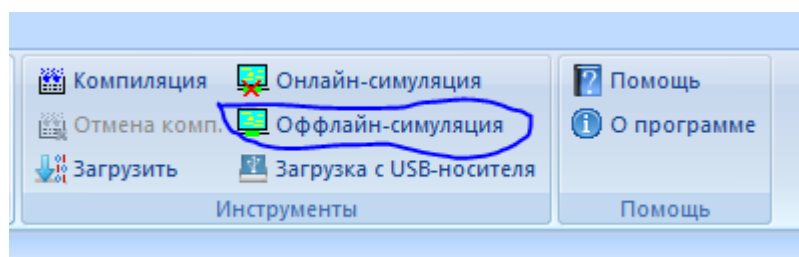 Компиляция Онлайн-симуляция Помощь
Отмена комп. Оффлайн-симуляция О программе
Загрузить Загрузка с USB-носителя
Инструменты Помощь